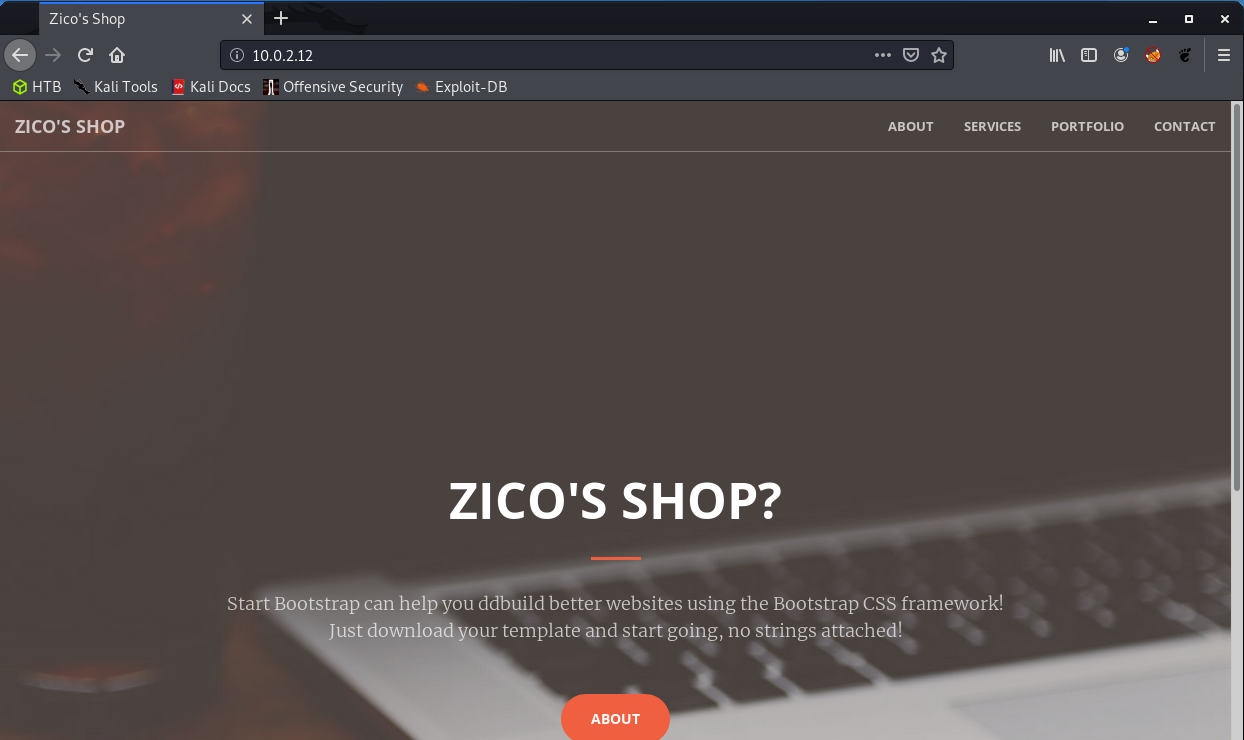 Zico's Shop
10.0.2.12
HTB Kali Tools Kali Docs Offensive Security Exploit-DB
ZICO'S SHOP ABOUT SERVICES PORTFOLIO CONTACT
ZICO'S SHOP?
Start Bootstrap can help you ddbuild better websites using the Bootstrap CSS framework!
Just download your template and start going, no strings attached!
ABOUT